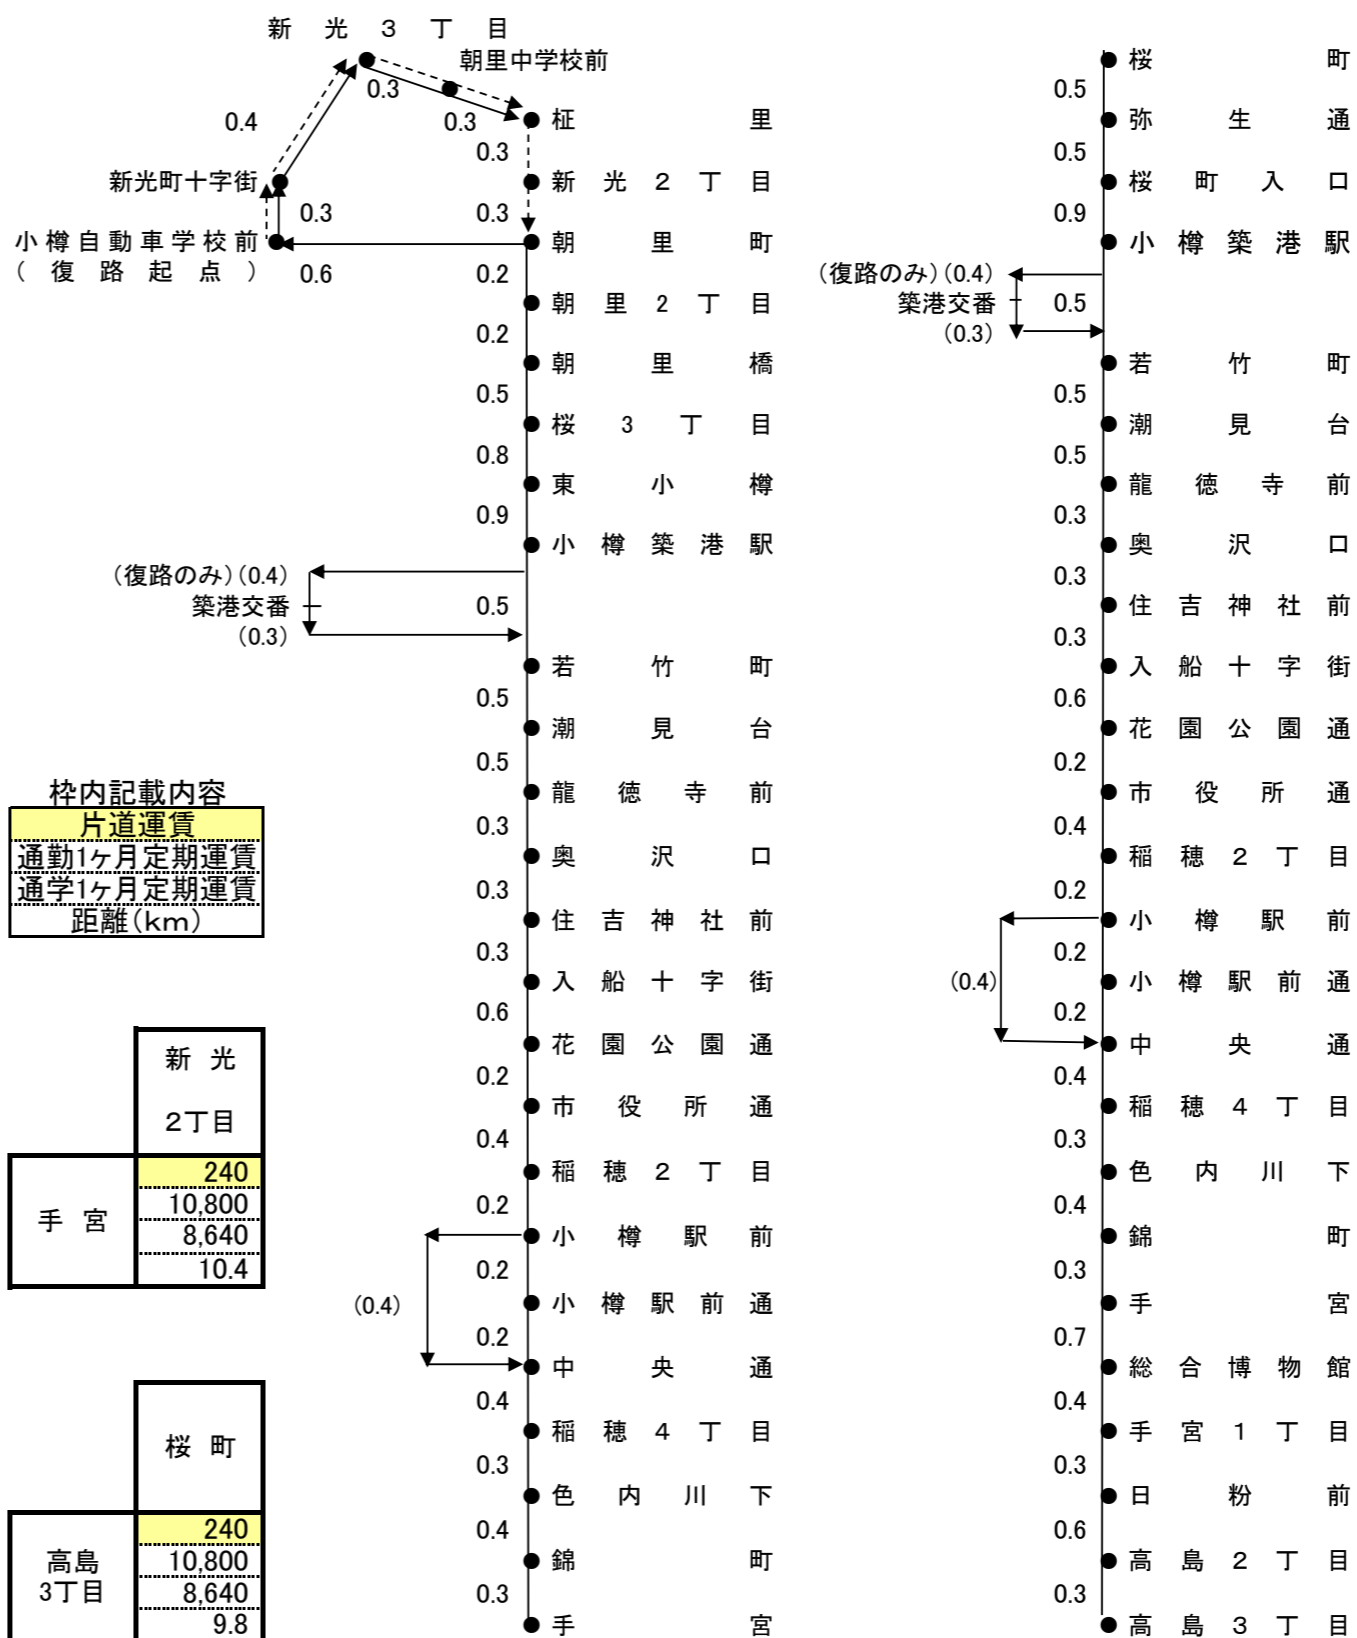 新光３丁目
朝里中学校前
0.3
0.4
0.3
柾里
0.3
新光町十字街
新光２丁目
0.3
0.3
小樽自動車学校前
(復路起点)
朝里町
0.6
0.2
朝里２丁目
0.2
朝里橋
0.5
桜３丁目
0.8
東小樽
0.9
小樽築港駅
(復路のみ)(0.4)
築港交番
(0.3)
0.5
若竹町
0.5
潮見台
0.5
龍徳寺前
0.3
奥沢口
0.3
住吉神社前
0.3
入船十字街
0.6
花園公園通
0.2
市役所通
0.4
稲穂２丁目
0.2
小樽駅前
0.2
(0.4)
小樽駅前通
0.2
中央通
0.4
稲穂４丁目
0.3
色内川下
0.4
錦町
0.3
手宮
枠内記載内容
片道運賃
通勤1ヶ月定期運賃
通学1ヶ月定期運賃
距離(km)
新光
２丁目
手宮
240
10,800
8,640
10.4
桜町
高島
3丁目
240
10,800
8,640
9.8
桜町
0.5
弥生通
0.5
桜町入口
0.9
小樽築港駅
(復路のみ)(0.4)
築港交番
(0.3)
0.5
若竹町
0.5
潮見台
0.5
龍徳寺前
0.3
奥沢口
0.3
住吉神社前
0.3
入船十字街
0.6
花園公園通
0.2
市役所通
0.4
稲穂２丁目
0.2
小樽駅前
0.2
(0.4)
小樽駅前通
0.2
中央通
0.4
稲穂４丁目
0.3
色内川下
0.4
錦町
0.3
手宮
0.7
総合博物館
0.4
手宮１丁目
0.3
日粉前
0.6
高島２丁目
0.3
高島３丁目